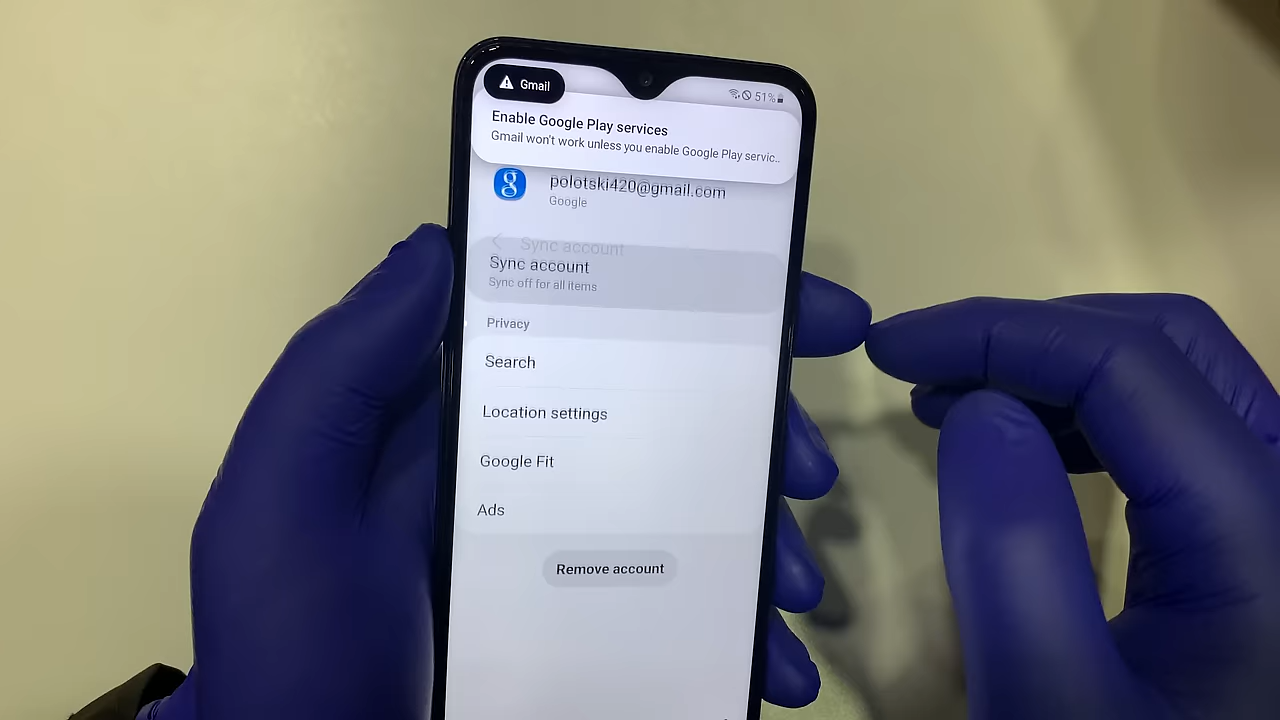 Gmail
51%
Enable Google Play services
Gmail won't work unless you enable Google Play servic..
polotski420@gmail.com
Google
Sync account
Sync account
Sync off for all items
Privacy
Search
Location settings
Google Fit
Ads
Remove account